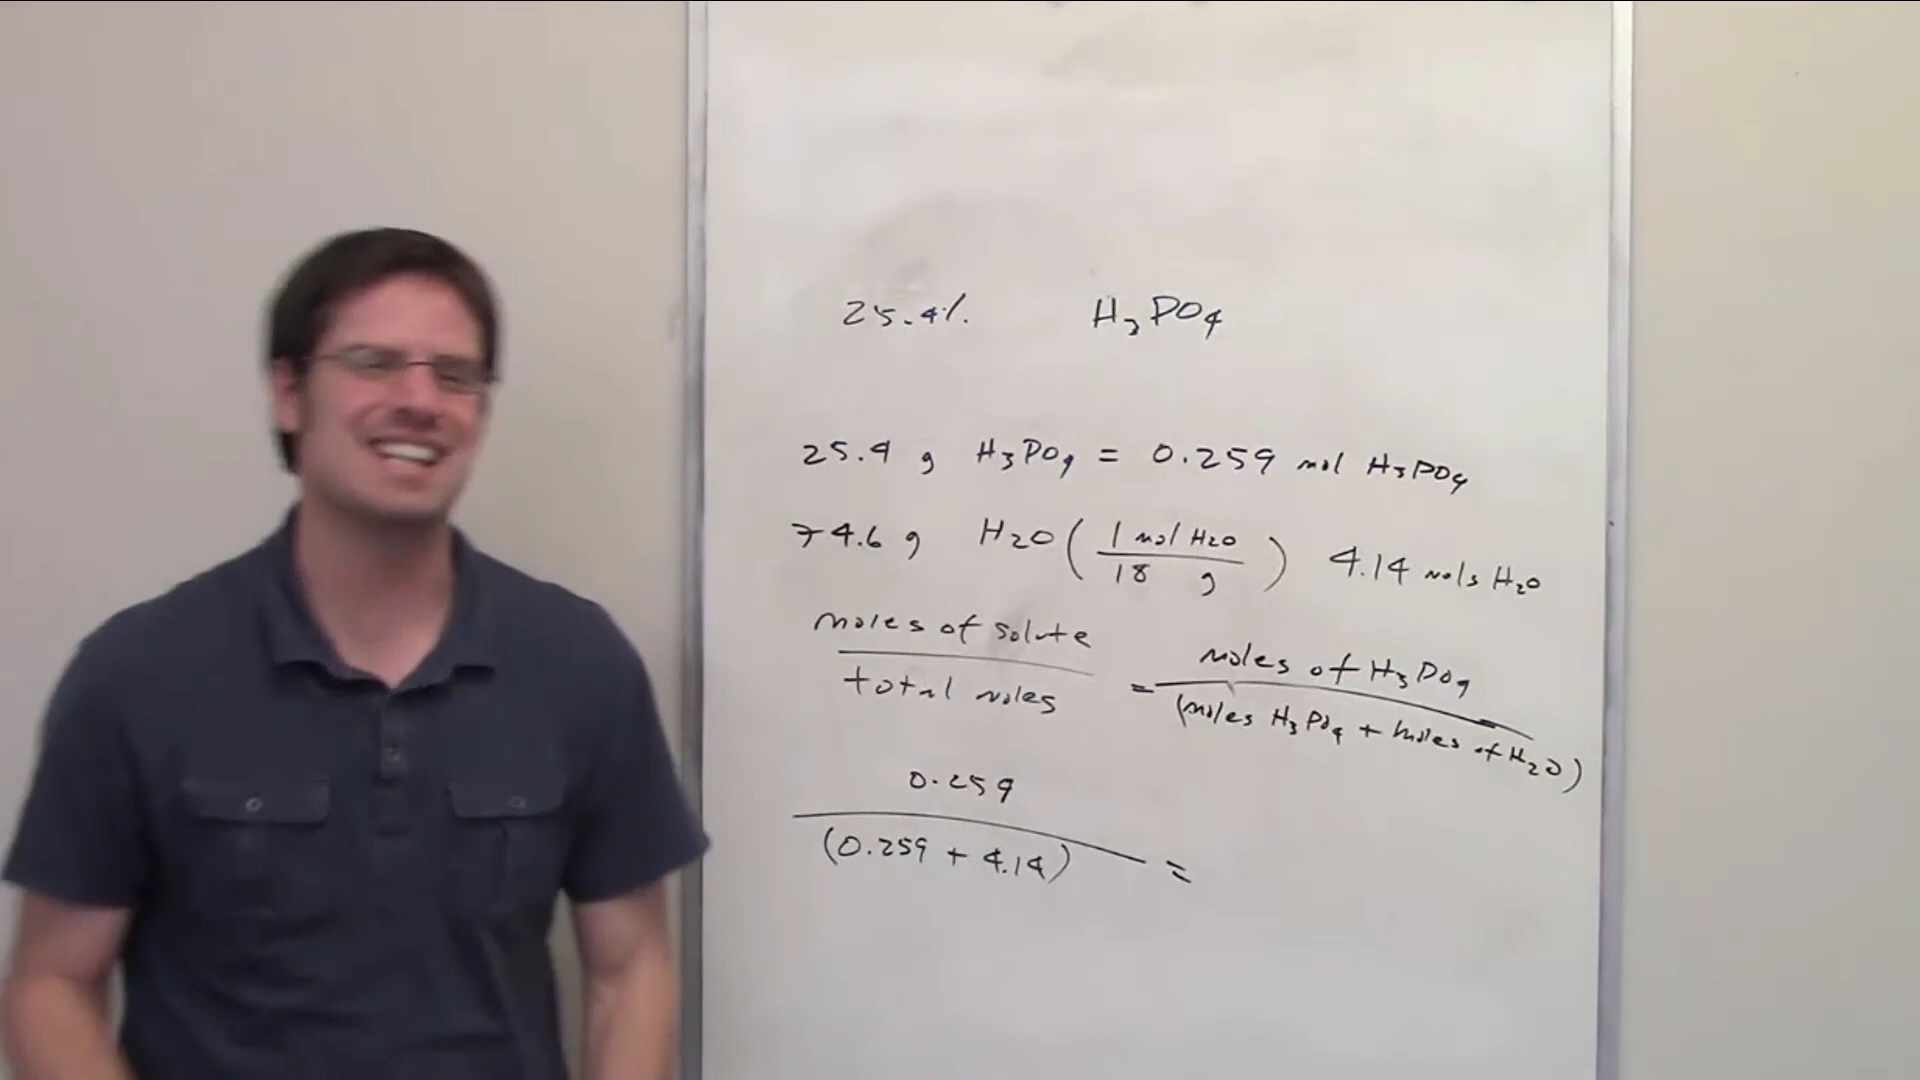 25.4% H₃PO₄
25.4 g H₃PO₄ = 0.259 mol H₃PO₄
74.6 g H₂O ( 1 mol H₂O / 18 g ) 4.14 mols H₂O
moles of solute / total moles = moles of H₃PO₄ / (moles H₃PO₄ + moles of H₂O)
0.259 / (0.259 + 4.14) =